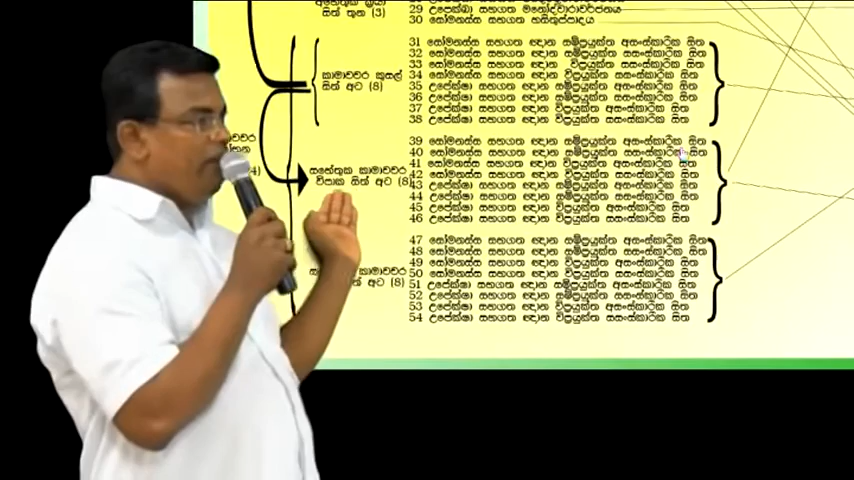 සිත් තුන (3)
29 උපෙක්ඛා සහගත මනෝද්වාරාවර්ජනය
30 සෝමනස්ස සහගත හසිතුප්පාදය
කාමාවචර කුසල්
සිත් අට (8)
31 සෝමනස්ස සහගත ඥාන සම්ප්‍රයුක්ත අසංස්කාරික සිත
32 සෝමනස්ස සහගත ඥාන සම්ප්‍රයුක්ත සසංස්කාරික සිත
33 සෝමනස්ස සහගත ඥාන විප්‍රයුක්ත අසංස්කාරික සිත
34 සෝමනස්ස සහගත ඥාන විප්‍රයුක්ත සසංස්කාරික සිත
35 උපේක්ෂා සහගත ඥාන සම්ප්‍රයුක්ත අසංස්කාරික සිත
36 උපේක්ෂා සහගත ඥාන සම්ප්‍රයුක්ත සසංස්කාරික සිත
37 උපේක්ෂා සහගත ඥාන විප්‍රයුක්ත අසංස්කාරික සිත
38 උපේක්ෂා සහගත ඥාන විප්‍රයුක්ත සසංස්කාරික සිත
සහේතුක කාමාවචර
විපාක සිත් අට (8)
39 සෝමනස්ස සහගත ඥාන සම්ප්‍රයුක්ත අසංස්කාරික සිත
40 සෝමනස්ස සහගත ඥාන සම්ප්‍රයුක්ත සසංස්කාරික සිත
41 සෝමනස්ස සහගත ඥාන විප්‍රයුක්ත අසංස්කාරික සිත
42 සෝමනස්ස සහගත ඥාන විප්‍රයුක්ත සසංස්කාරික සිත
43 උපේක්ෂා සහගත ඥාන සම්ප්‍රයුක්ත අසංස්කාරික සිත
44 උපේක්ෂා සහගත ඥාන සම්ප්‍රයුක්ත සසංස්කාරික සිත
45 උපේක්ෂා සහගත ඥාන විප්‍රයුක්ත අසංස්කාරික සිත
46 උපේක්ෂා සහගත ඥාන විප්‍රයුක්ත සසංස්කාරික සිත
කාමාවචර
අට (8)
47 සෝමනස්ස සහගත ඥාන සම්ප්‍රයුක්ත අසංස්කාරික සිත
48 සෝමනස්ස සහගත ඥාන සම්ප්‍රයුක්ත සසංස්කාරික සිත
49 සෝමනස්ස සහගත ඥාන විප්‍රයුක්ත අසංස්කාරික සිත
50 සෝමනස්ස සහගත ඥාන විප්‍රයුක්ත සසංස්කාරික සිත
51 උපේක්ෂා සහගත ඥාන සම්ප්‍රයුක්ත අසංස්කාරික සිත
52 උපේක්ෂා සහගත ඥාන සම්ප්‍රයුක්ත සසංස්කාරික සිත
53 උපේක්ෂා සහගත ඥාන විප්‍රයුක්ත අසංස්කාරික සිත
54 උපේක්ෂා සහගත ඥාන විප්‍රයුක්ත සසංස්කාරික සිත